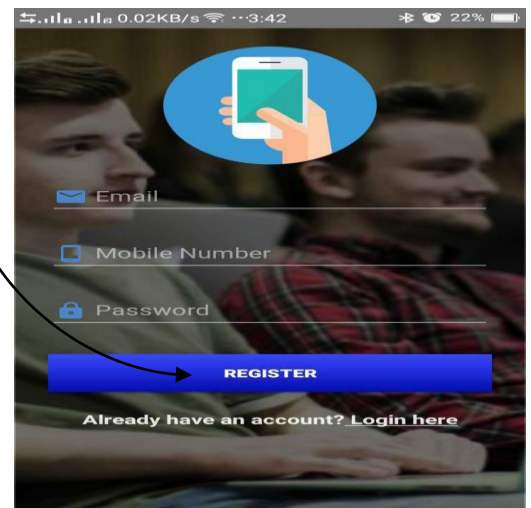 0.02KB/s ...3:42 22%
Email
Mobile Number
Password
REGISTER
Already have an account? Login here